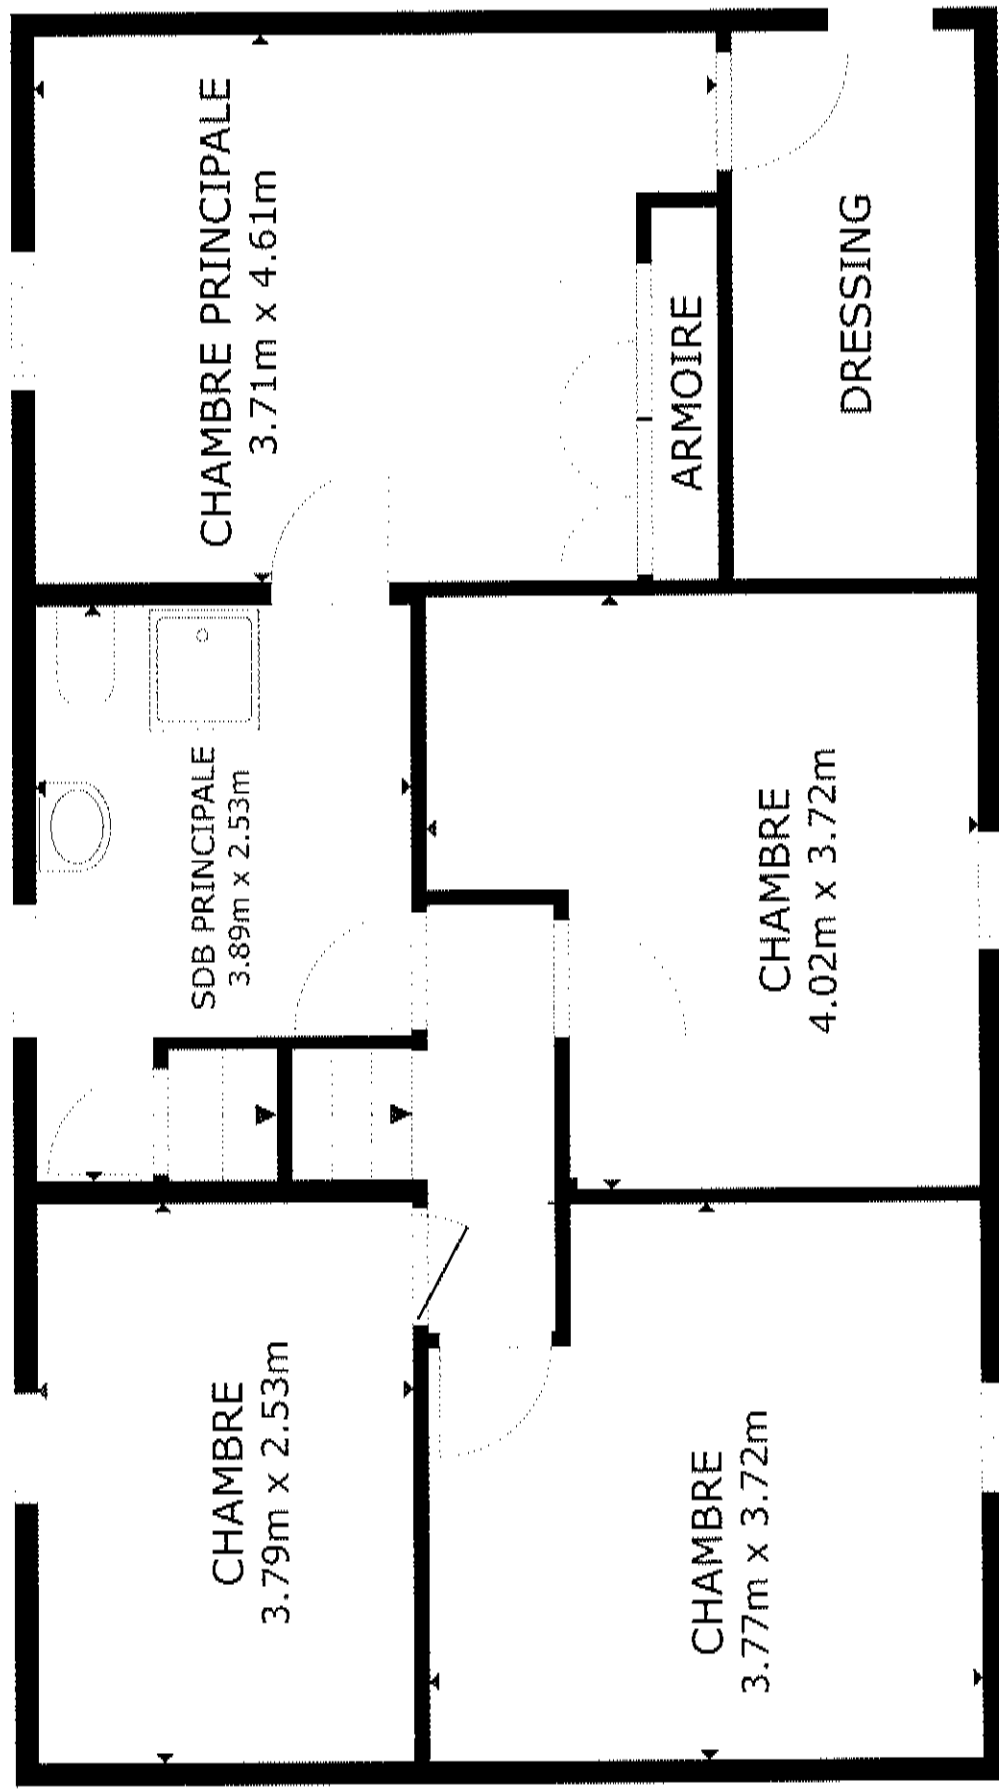 CHAMBRE
3.79m x 2.53m
SDB PRINCIPALE
3.89m x 2.53m
CHAMBRE PRINCIPALE
3.71m x 4.61m
ARMOIRE
DRESSING
CHAMBRE
3.77m x 3.72m
CHAMBRE
4.02m x 3.72m